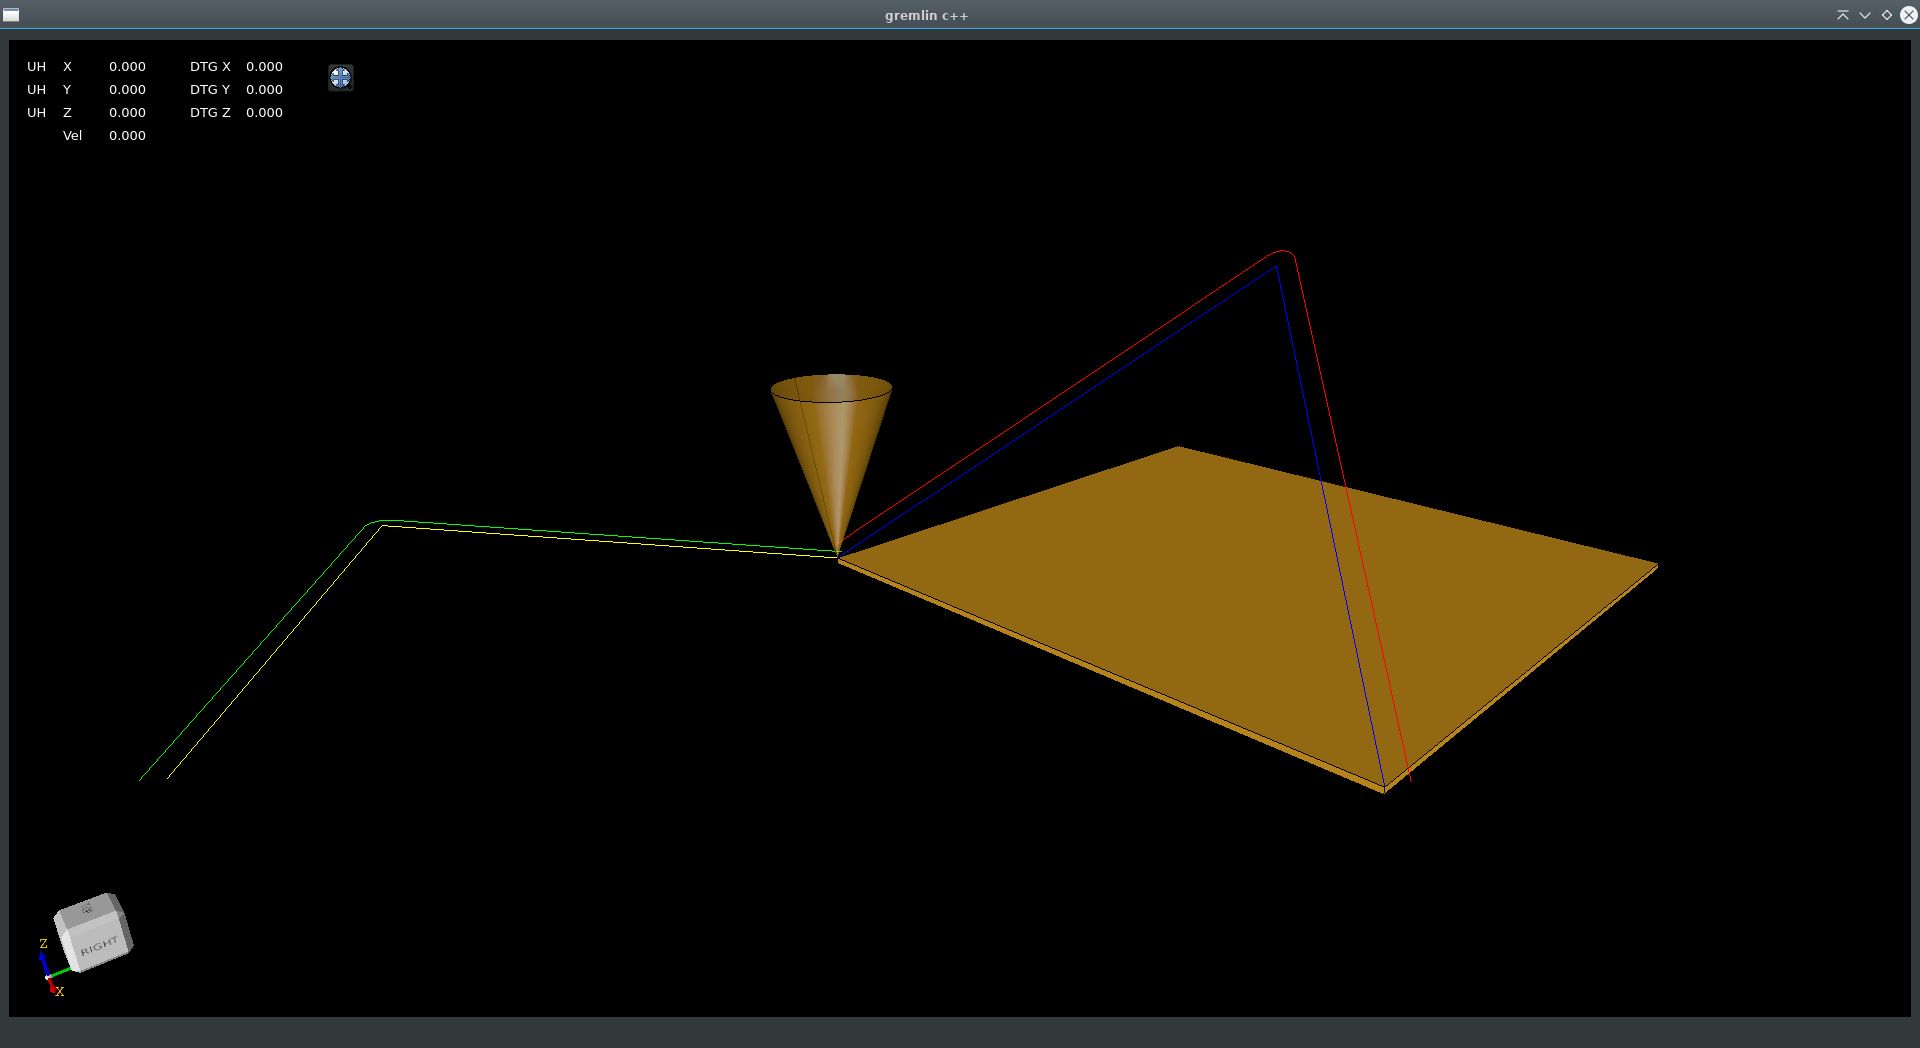 gremlin c++
UH X 0.000 DTG X 0.000
UH Y 0.000 DTG Y 0.000
UH Z 0.000 DTG Z 0.000
Vel 0.000
RIGHT
Z
X